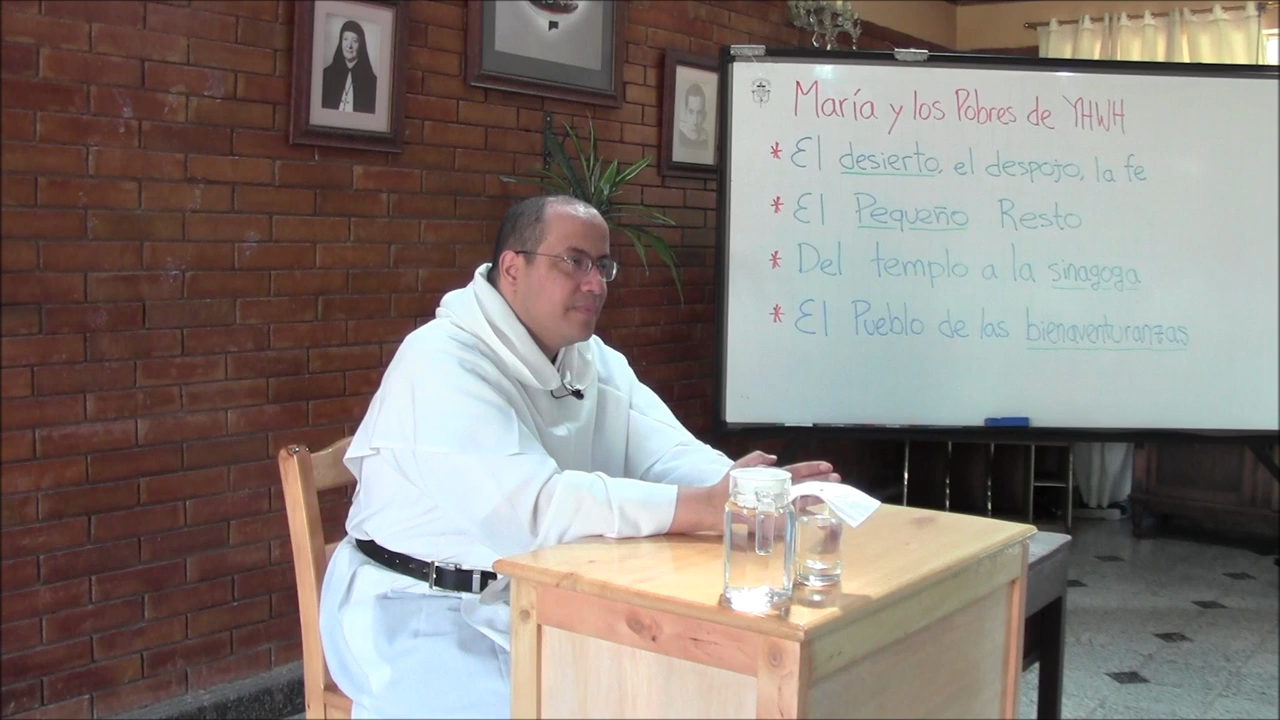 María y los Pobres de YHWH
* El desierto, el despojo, la fe
* El Pequeño Resto
* Del templo a la sinagoga
* El Pueblo de las bienaventuranzas